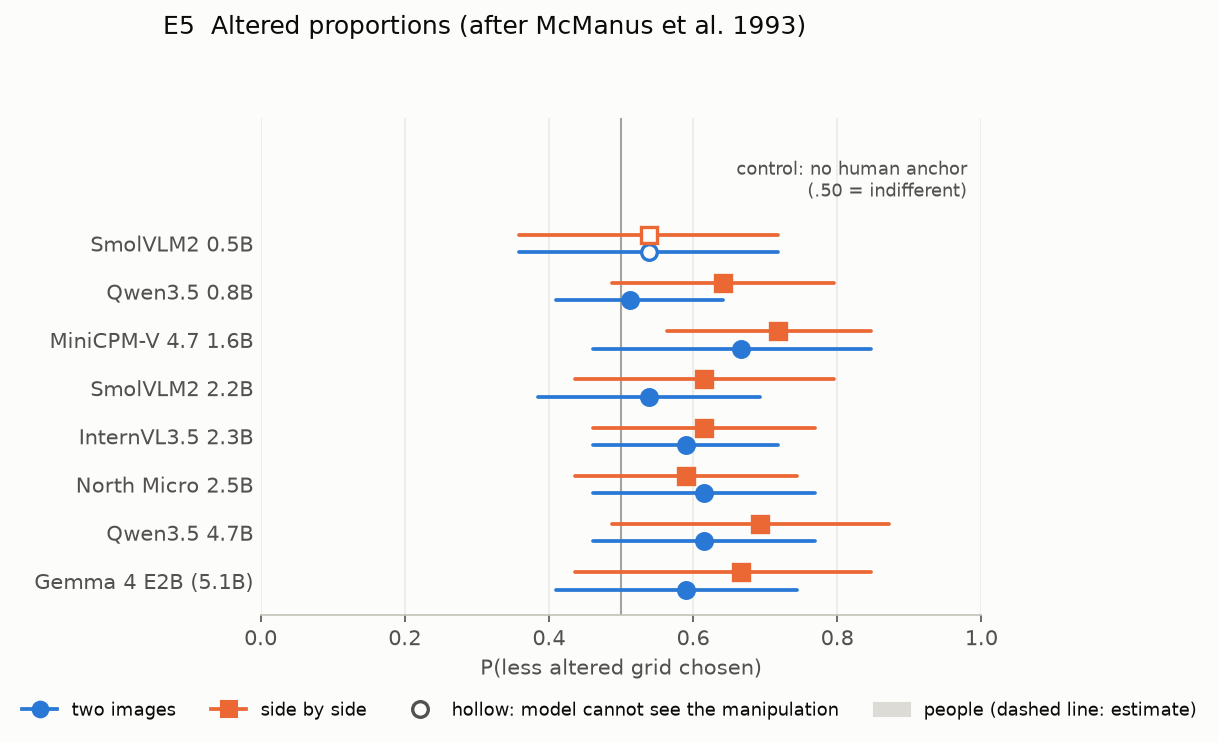 E5  Altered proportions (after McManus et al. 1993)
control: no human anchor
(.50 = indifferent)
SmolVLM2 0.5B
Qwen3.5 0.8B
MiniCPM-V 4.7 1.6B
SmolVLM2 2.2B
InternVL3.5 2.3B
North Micro 2.5B
Qwen3.5 4.7B
Gemma 4 E2B (5.1B)
0.0 0.2 0.4 0.6 0.8 1.0
P(less altered grid chosen)
two images side by side hollow: model cannot see the manipulation people (dashed line: estimate)